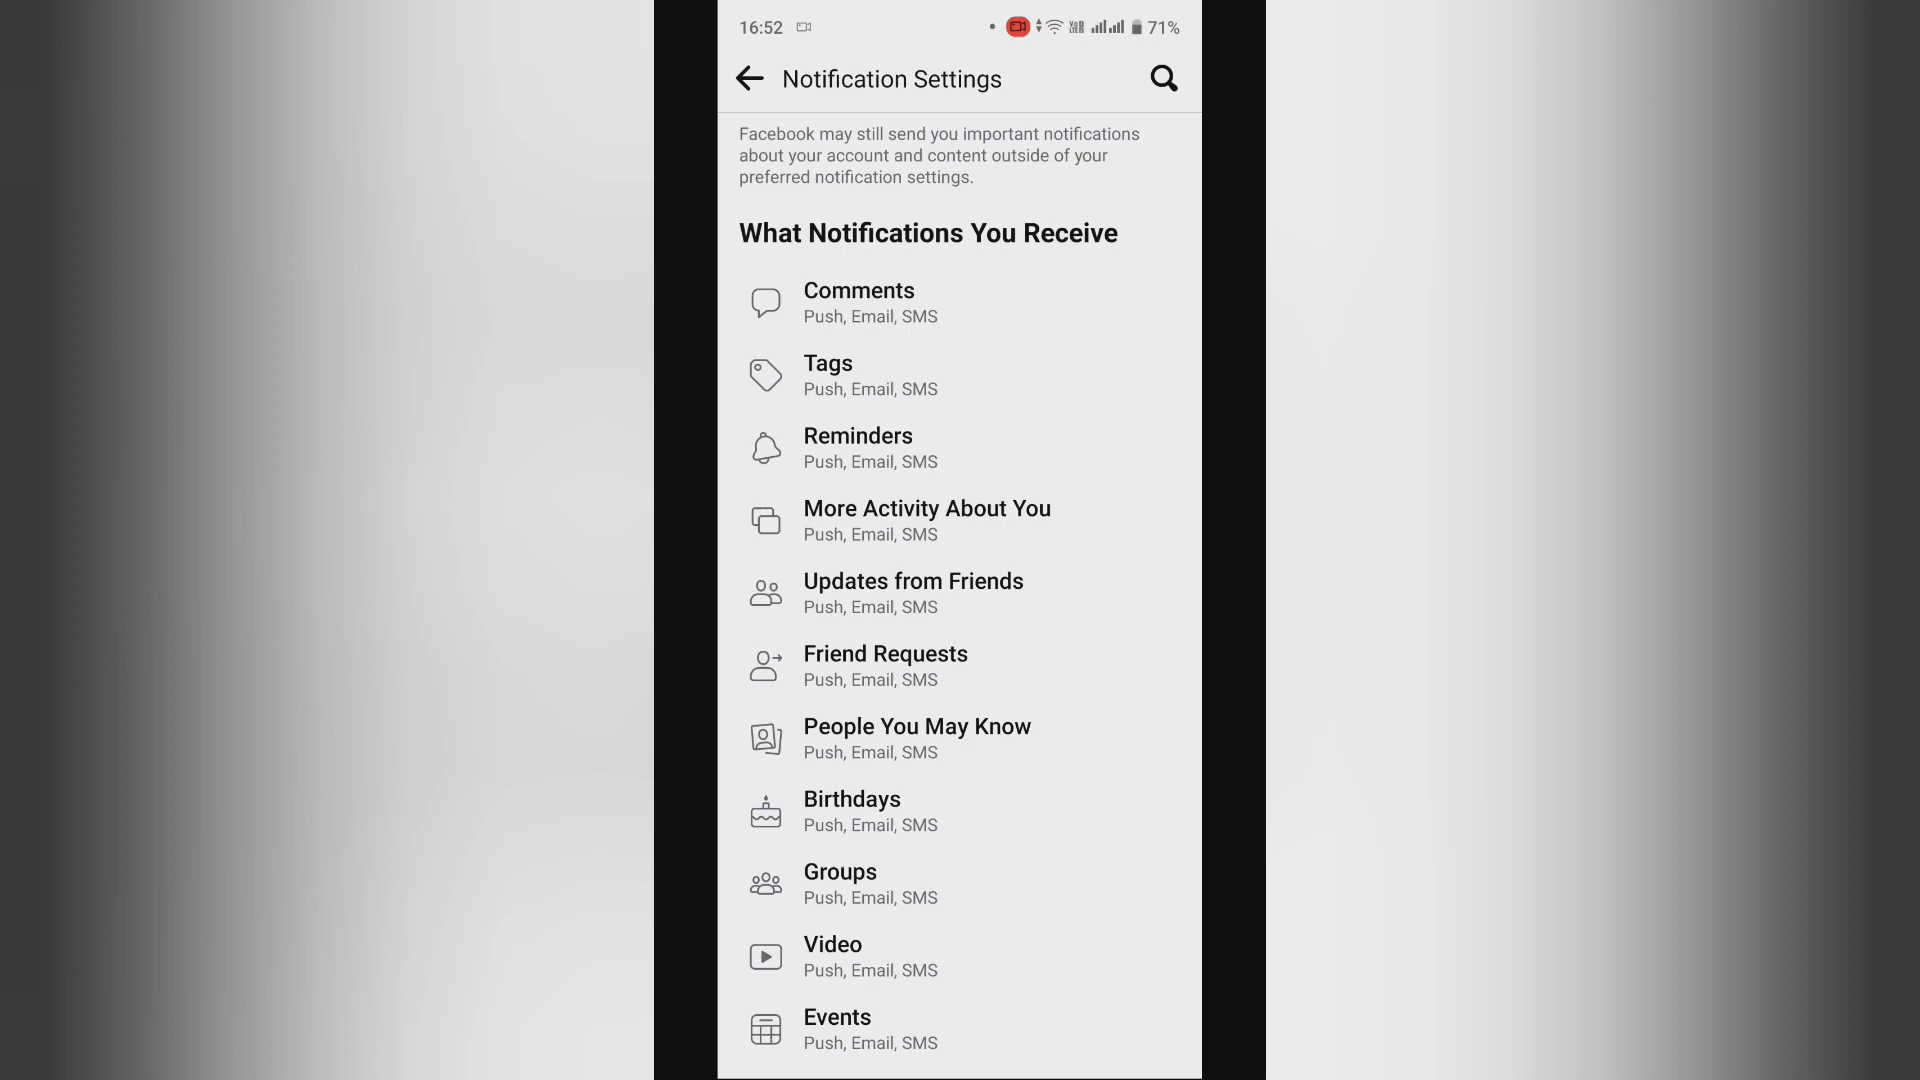 16:52 71%
Notification Settings
Facebook may still send you important notifications
about your account and content outside of your
preferred notification settings.
What Notifications You Receive
Comments
Push, Email, SMS
Tags
Push, Email, SMS
Reminders
Push, Email, SMS
More Activity About You
Push, Email, SMS
Updates from Friends
Push, Email, SMS
Friend Requests
Push, Email, SMS
People You May Know
Push, Email, SMS
Birthdays
Push, Email, SMS
Groups
Push, Email, SMS
Video
Push, Email, SMS
Events
Push, Email, SMS